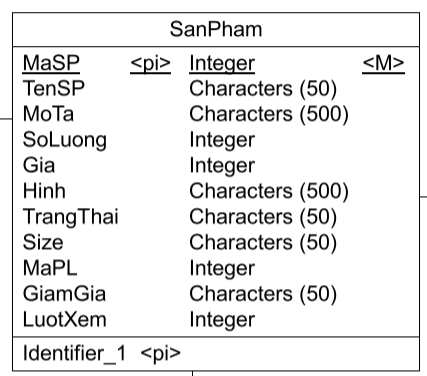 SanPham
MaSP <pi> Integer <M>
TenSP Characters (50)
MoTa Characters (500)
SoLuong Integer
Gia Integer
Hinh Characters (500)
TrangThai Characters (50)
Size Characters (50)
MaPL Integer
GiamGia Characters (50)
LuotXem Integer
Identifier_1 <pi>